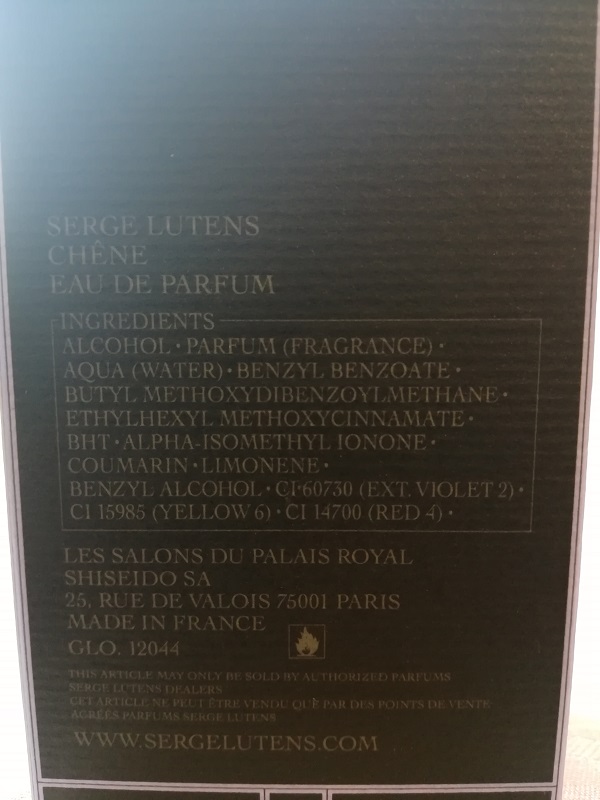 SERGE LUTENS
CHÊNE
EAU DE PARFUM
INGREDIENTS
ALCOHOL • PARFUM (FRAGRANCE) •
AQUA (WATER) • BENZYL BENZOATE •
BUTYL METHOXYDIBENZOYLMETHANE •
ETHYLHEXYL METHOXYCINNAMATE •
BHT • ALPHA-ISOMETHYL IONONE •
COUMARIN • LIMONENE •
BENZYL ALCOHOL • CI 60730 (EXT. VIOLET 2) •
CI 15985 (YELLOW 6) • CI 14700 (RED 4) •
LES SALONS DU PALAIS ROYAL
SHISEIDO SA
25, RUE DE VALOIS 75001 PARIS
MADE IN FRANCE
GLO. 12044
THIS ARTICLE MAY ONLY BE SOLD BY AUTHORIZED PARFUMS
SERGE LUTENS DEALERS
CET ARTICLE NE PEUT ÊTRE VENDU QUE PAR DES POINTS DE VENTE
AGRÉÉS PARFUMS SERGE LUTENS
WWW.SERGELUTENS.COM